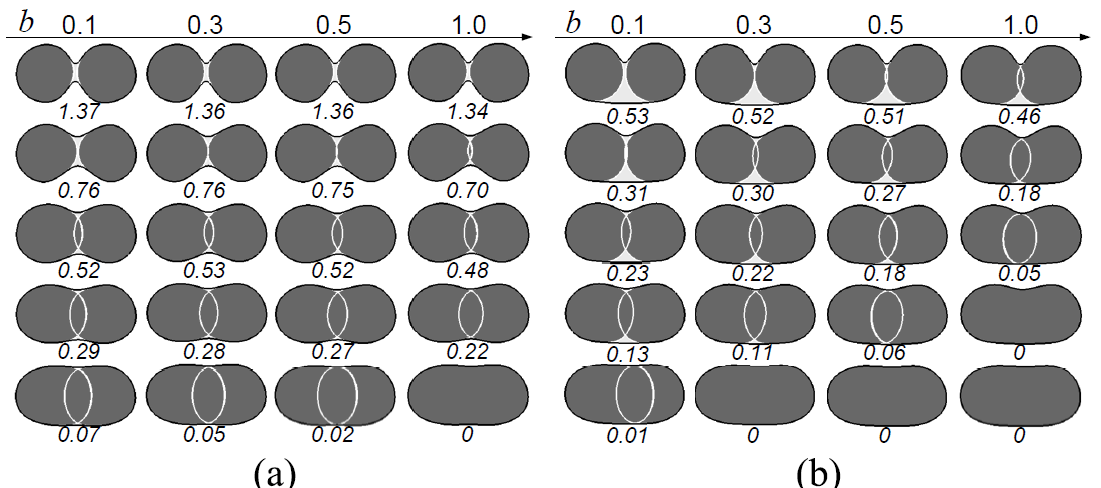 b 0.1 0.3 0.5 1.0
1.37 1.36 1.36 1.34
0.76 0.76 0.75 0.70
0.52 0.53 0.52 0.48
0.29 0.28 0.27 0.22
0.07 0.05 0.02 0
(a)
b 0.1 0.3 0.5 1.0
0.53 0.52 0.51 0.46
0.31 0.30 0.27 0.18
0.23 0.22 0.18 0.05
0.13 0.11 0.06 0
0.01 0 0 0
(b)